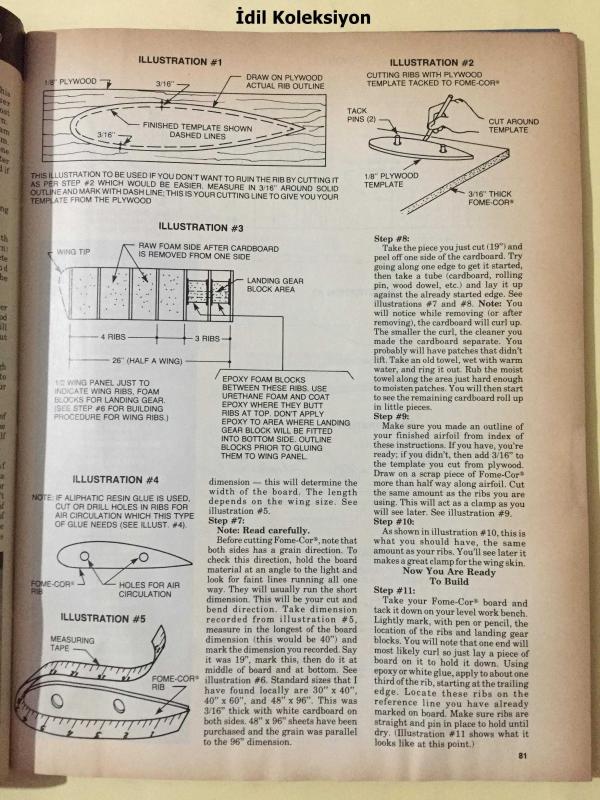 İdil Koleksiyon
ILLUSTRATION #1
1/8" PLYWOOD
3/16"
DRAW ON PLYWOOD
ACTUAL RIB OUTLINE
FINISHED TEMPLATE SHOWN
DASHED LINES
3/16"
THIS ILLUSTRATION TO BE USED IF YOU DON'T WANT TO RUIN THE RIB BY CUTTING IT
AS PER STEP #2 WHICH WOULD BE EASIER. MEASURE IN 3/16" AROUND SOLID
OUTLINE AND MARK WITH DASH LINE; THIS IS YOUR CUTTING LINE TO GIVE YOU YOUR
TEMPLATE FROM THE PLYWOOD
ILLUSTRATION #2
CUTTING RIBS WITH PLYWOOD
TEMPLATE TACKED TO FOME-COR®
TACK
PINS (2)
CUT AROUND
TEMPLATE
1/8" PLYWOOD
TEMPLATE
3/16" THICK
FOME-COR®
ILLUSTRATION #3
WING TIP
RAW FOAM SIDE AFTER CARDBOARD
IS REMOVED FROM ONE SIDE
LANDING GEAR
BLOCK AREA
4 RIBS
3 RIBS
26" (HALF A WING)
1/2 WING PANEL JUST TO
INDICATE WING RIBS, FOAM
BLOCKS FOR LANDING GEAR.
(SEE STEP #6 FOR BUILDING
PROCEDURE FOR WING RIBS.)
EPOXY FOAM BLOCKS
BETWEEN THESE RIBS. USE
URETHANE FOAM AND COAT
EPOXY WHERE THEY BUTT
RIBS AT TOP. DON'T APPLY
EPOXY TO AREA WHERE LANDING
GEAR BLOCK WILL BE FITTED
INTO BOTTOM SIDE. OUTLINE
BLOCKS PRIOR TO GLUING
THEM TO WING PANEL.
ILLUSTRATION #4
NOTE: IF ALIPHATIC RESIN GLUE IS USED,
CUT OR DRILL HOLES IN RIBS FOR
AIR CIRCULATION WHICH THIS TYPE
OF GLUE NEEDS (SEE ILLUST. #4).
FOME-COR®
RIB
HOLES FOR AIR
CIRCULATION
ILLUSTRATION #5
MEASURING
TAPE
FOME-COR®
RIB
dimension — this will determine the
width of the board. The length
depends on the wing size. See
illustration #5.
Step #7:
Note: Read carefully.
Before cutting Fome-Cor®, note that
both sides has a grain direction. To
check this direction, hold the board
material at an angle to the light and
look for faint lines running all one
way. They will usually run the short
dimension. This will be your cut and
bend direction. Take dimension
recorded from illustration #5,
measure in the longest of the board
dimension (this would be 40") and
mark the dimension you recorded. Say
it was 19", mark this, then do it at
middle of board and at bottom. See
illustration #6. Standard sizes that I
have found locally are 30" x 40",
40" x 60", and 48" x 96". This was
3/16" thick with white cardboard on
both sides. 48" x 96" sheets have been
purchased and the grain was parallel
to the 96" dimension.
Step #8:
Take the piece you just cut (19") and
peel off one side of the cardboard. Try
going along one edge to get it started,
then take a tube (cardboard, rolling
pin, wood dowel, etc.) and lay it up
against the already started edge. See
illustrations #7 and #8. Note: You
will notice while removing (or after
removing), the cardboard will curl up.
The smaller the curl, the cleaner you
made the cardboard separate. You
probably will have patches that didn't
lift. Take an old towel, wet with warm
water, and ring it out. Rub the moist
towel along the area just hard enough
to moisten patches. You will then start
to see the remaining cardboard roll up
in little pieces.
Step #9:
Make sure you made an outline of
your finished airfoil from index of
these instructions. If you have, you're
ready; if you didn't, then add 3/16" to
the template you cut from plywood.
Draw on a scrap piece of Fome-Cor®
more than half way along airfoil. Cut
the same amount as the ribs you are
using. This will act as a clamp as you
will see later. See illustration #9.
Step #10:
As shown in illustration #10, this is
what you should have, the same
amount as your ribs. You'll see later it
makes a great clamp for the wing skin.
Now You Are Ready
To Build
Step #11:
Take your Fome-Cor® board and
tack it down on your level work bench.
Lightly mark, with pen or pencil, the
location of the ribs and landing gear
blocks. You will note that one end will
most likely curl so just lay a piece of
board on it to hold it down. Using
epoxy or white glue, apply to about one
third of the rib, starting at the trailing
edge. Locate these ribs on the
reference line you have already
marked on board. Make sure ribs are
straight and pin in place to hold until
dry. (Illustration #11 shows what it
looks like at this point.)
81